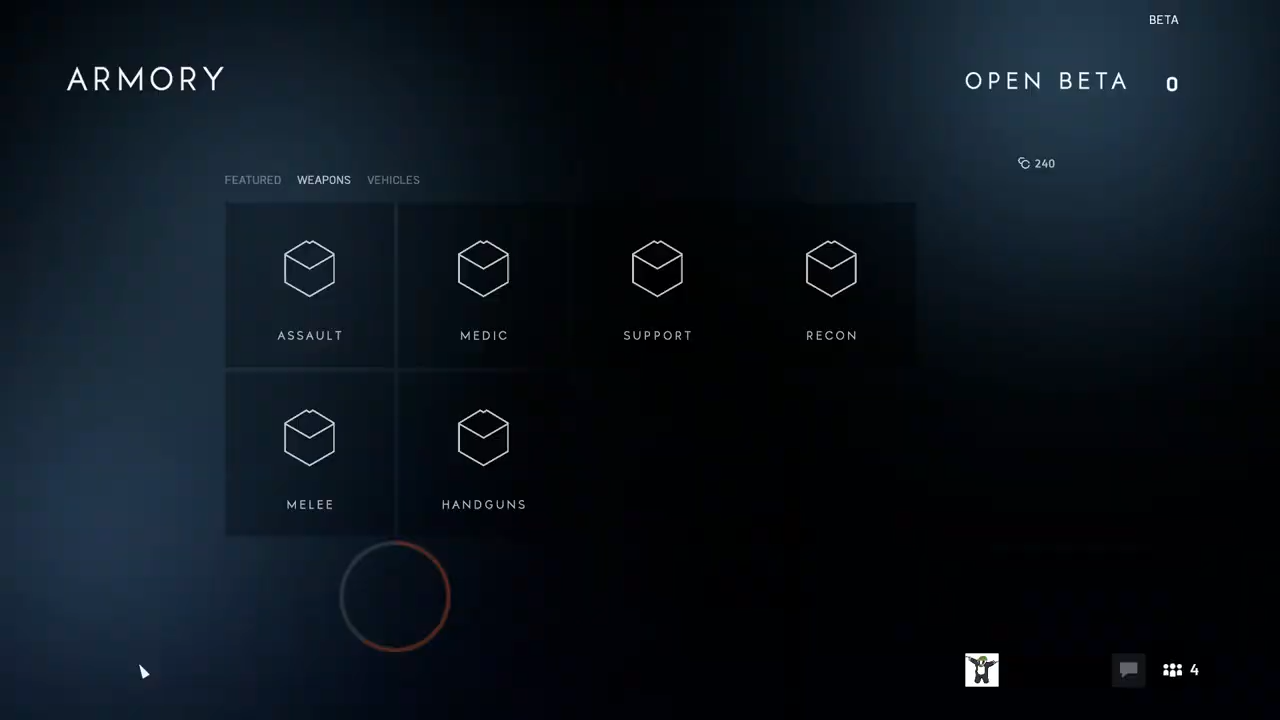 BETA
ARMORY
OPEN BETA 0
240
FEATURED WEAPONS VEHICLES
ASSAULT MEDIC SUPPORT RECON
MELEE HANDGUNS
4